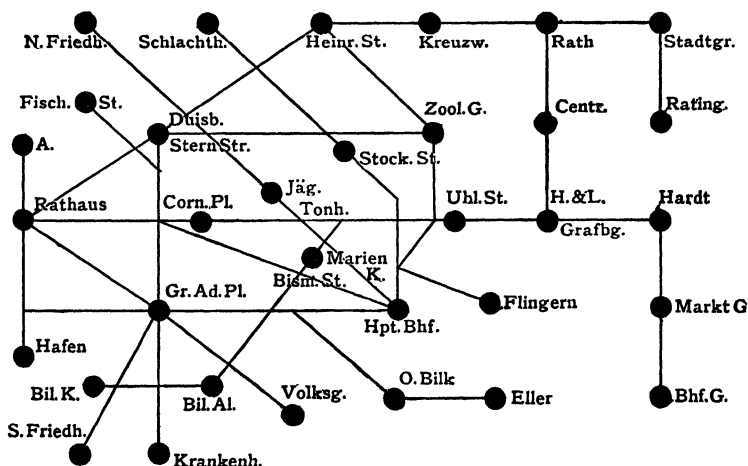 N. Friedh.
Schlachth.
Heinr. St.
Kreuzw.
Rath
Stadtgr.
Fisch. St.
Duisb.
Stern Str.
Zool. G.
Centr.
Rating.
A.
Stock. St.
Rathaus
Corn. Pl.
Jäg.
Tonh.
Uhl. St.
H. & L.
Grafbg.
Hardt
Marien
K.
Bism. St.
Gr. Ad. Pl.
Hpt. Bhf.
Flingern
Markt G
Hafen
Bil. K.
Bil. Al.
Volksg.
O. Bilk
Eller
Bhf. G.
S. Friedh.
Krankenh.